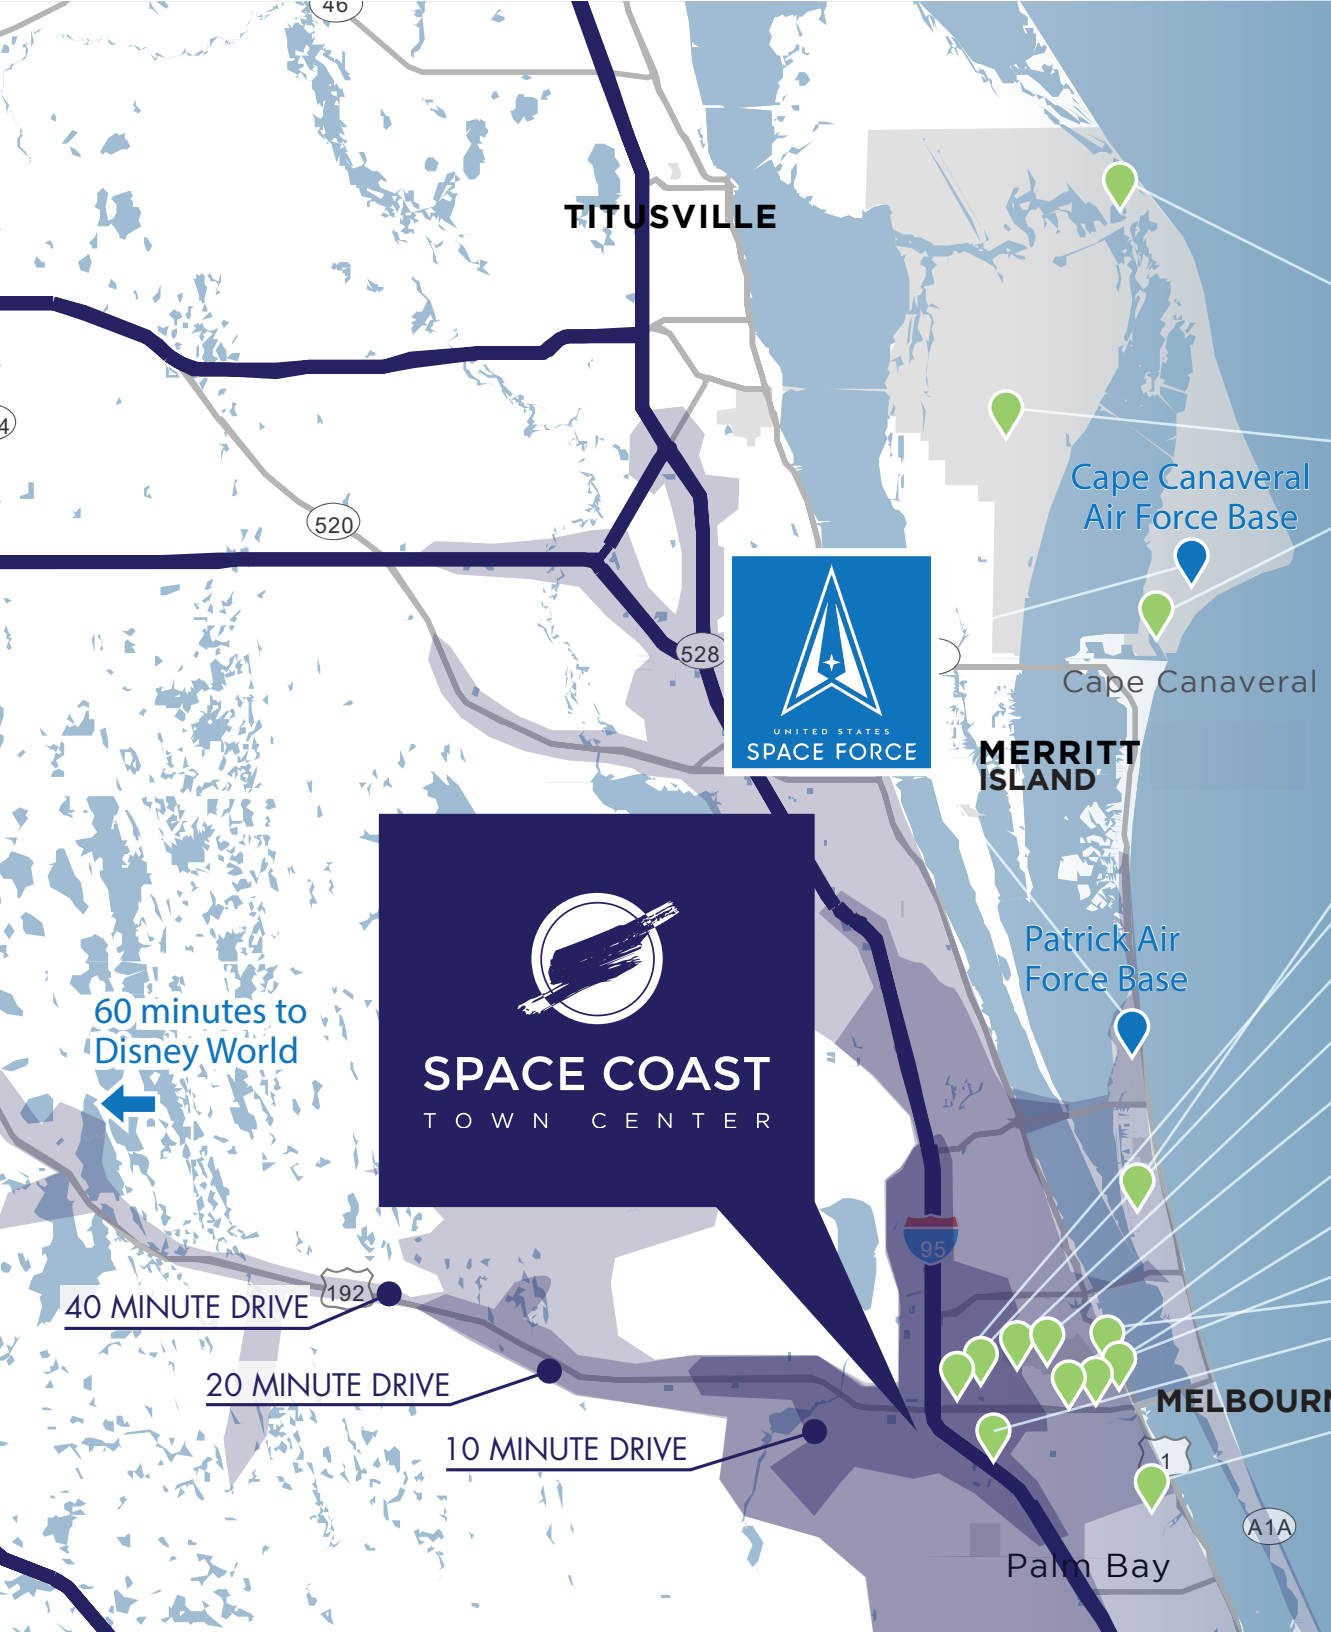 46
TITUSVILLE
4
520
Cape Canaveral
Air Force Base
528
UNITED STATES
SPACE FORCE
Cape Canaveral
MERRITT
ISLAND
Patrick Air
Force Base
60 minutes to
Disney World
SPACE COAST
TOWN CENTER
95
192
40 MINUTE DRIVE
20 MINUTE DRIVE
10 MINUTE DRIVE
MELBOURN
1
A1A
Palm Bay